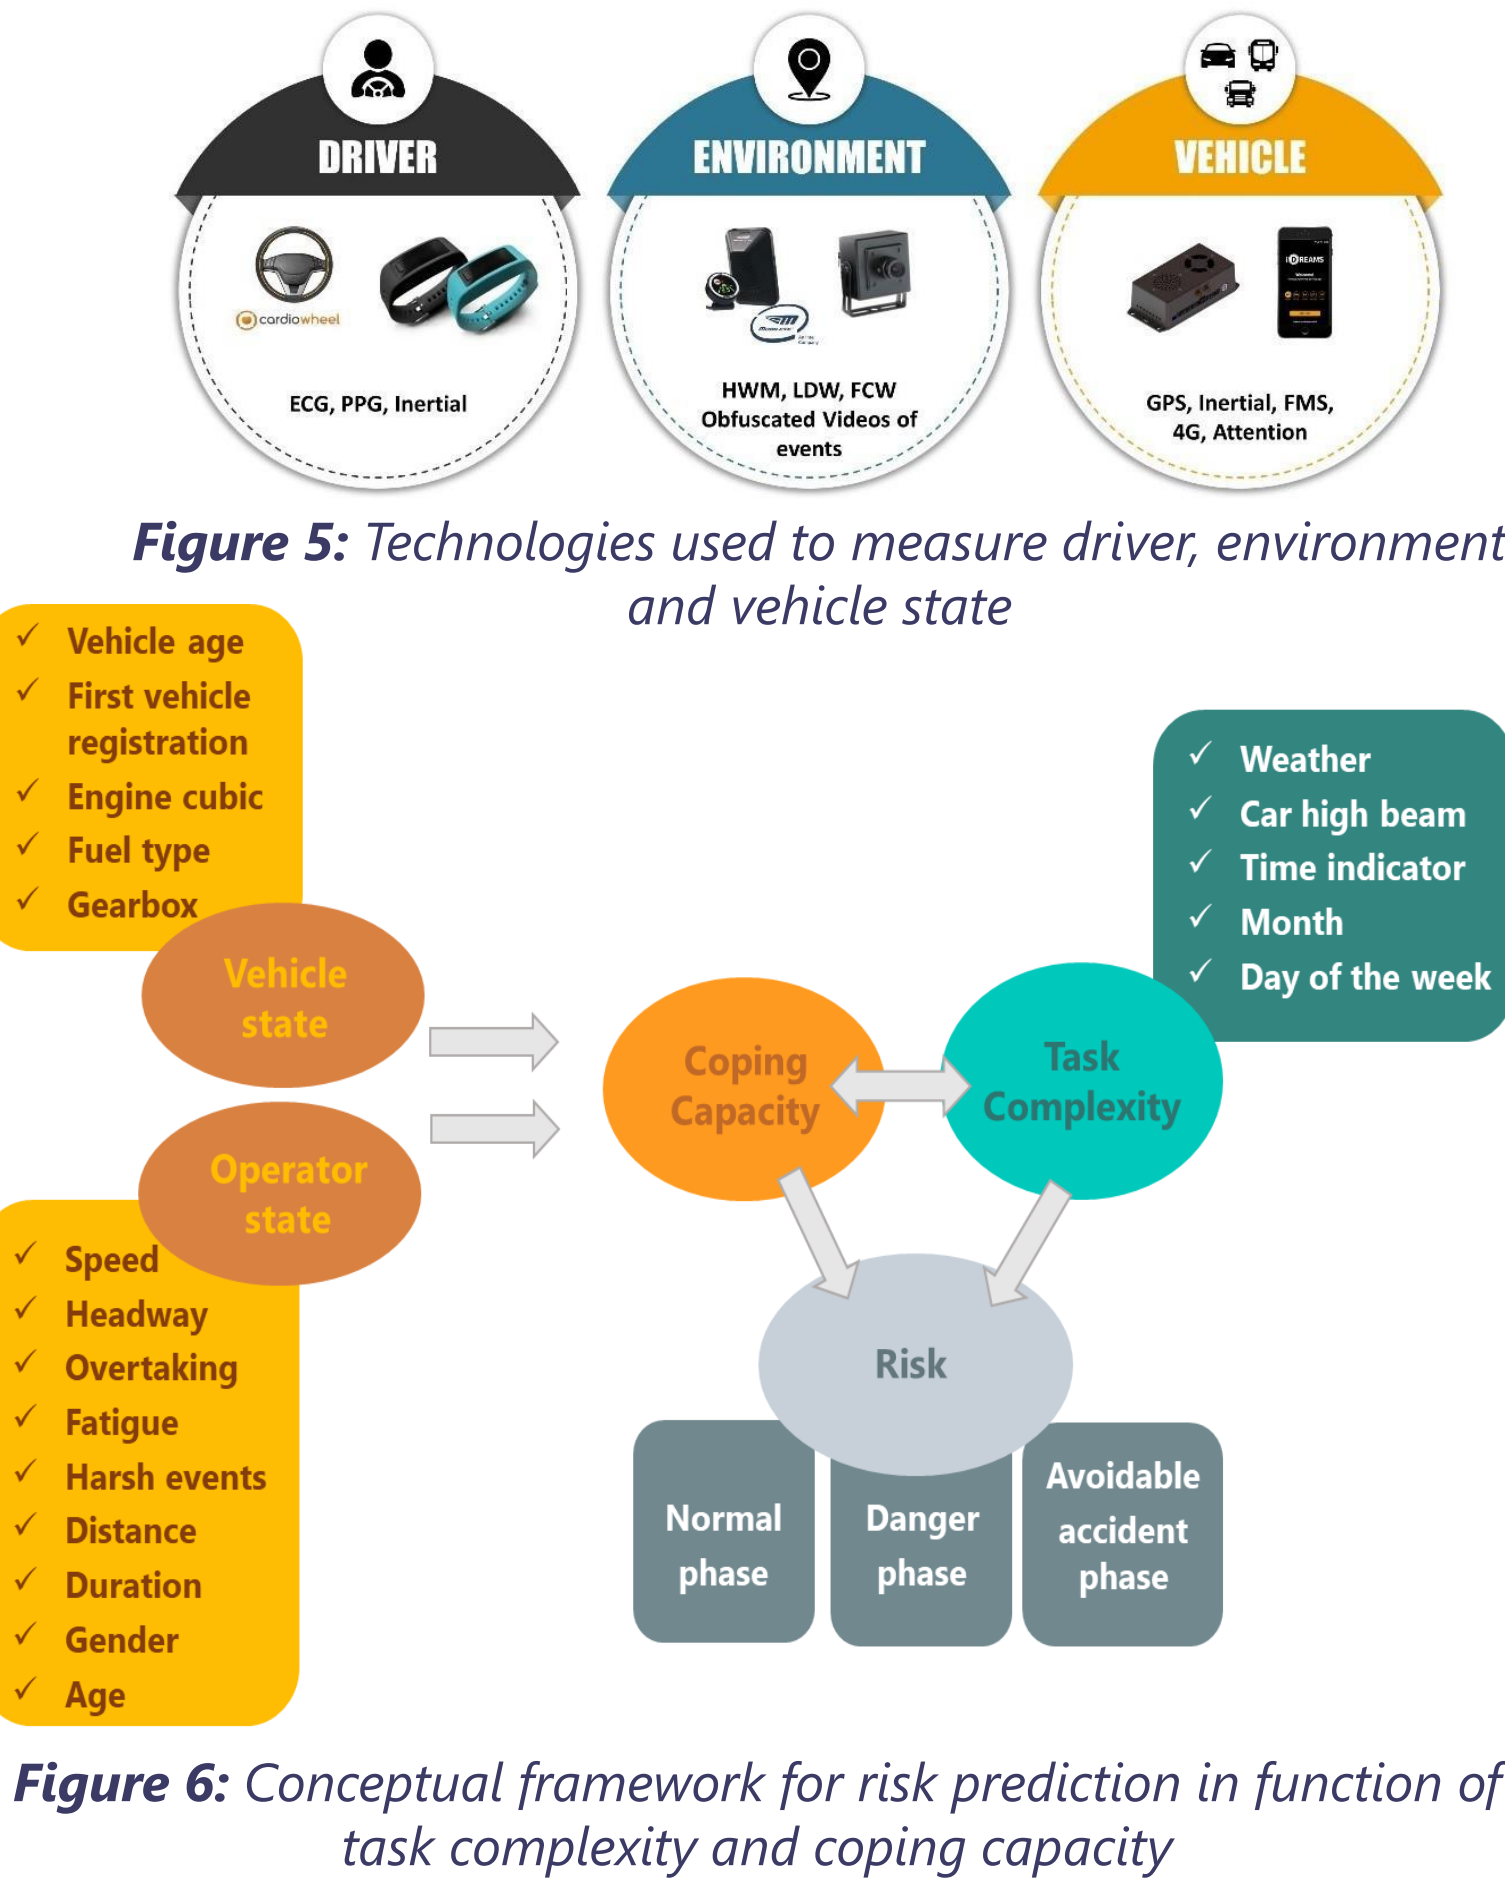 DRIVER
cardiowheel
ECG, PPG, Inertial
ENVIRONMENT
HWM, LDW, FCW
Obfuscated Videos of
events
VEHICLE
DREAMS
GPS, Inertial, FMS,
4G, Attention
Figure 5: Technologies used to measure driver, environment
and vehicle state
✓ Vehicle age
✓ First vehicle
registration
✓ Engine cubic
✓ Fuel type
✓ Gearbox
Vehicle
state
Operator
state
✓ Speed
✓ Headway
✓ Overtaking
✓ Fatigue
✓ Harsh events
✓ Distance
✓ Duration
✓ Gender
✓ Age
Coping
Capacity
Task
Complexity
✓ Weather
✓ Car high beam
✓ Time indicator
✓ Month
✓ Day of the week
Risk
Normal
phase
Danger
phase
Avoidable
accident
phase
Figure 6: Conceptual framework for risk prediction in function of
task complexity and coping capacity